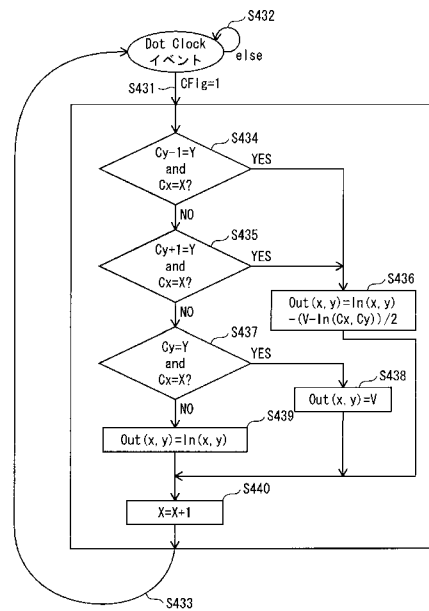 S432
Dot Clock
イベント
else
S431
CFlg=1
S434
Cy-1=Y
and
Cx=X?
YES
NO
S435
Cy+1=Y
and
Cx=X?
YES
NO
S436
Out(x,y)=In(x,y)
-(V-In(Cx,Cy))/2
S437
Cy=Y
and
Cx=X?
YES
NO
S438
Out(x,y)=V
S439
Out(x,y)=In(x,y)
S440
X=X+1
S433